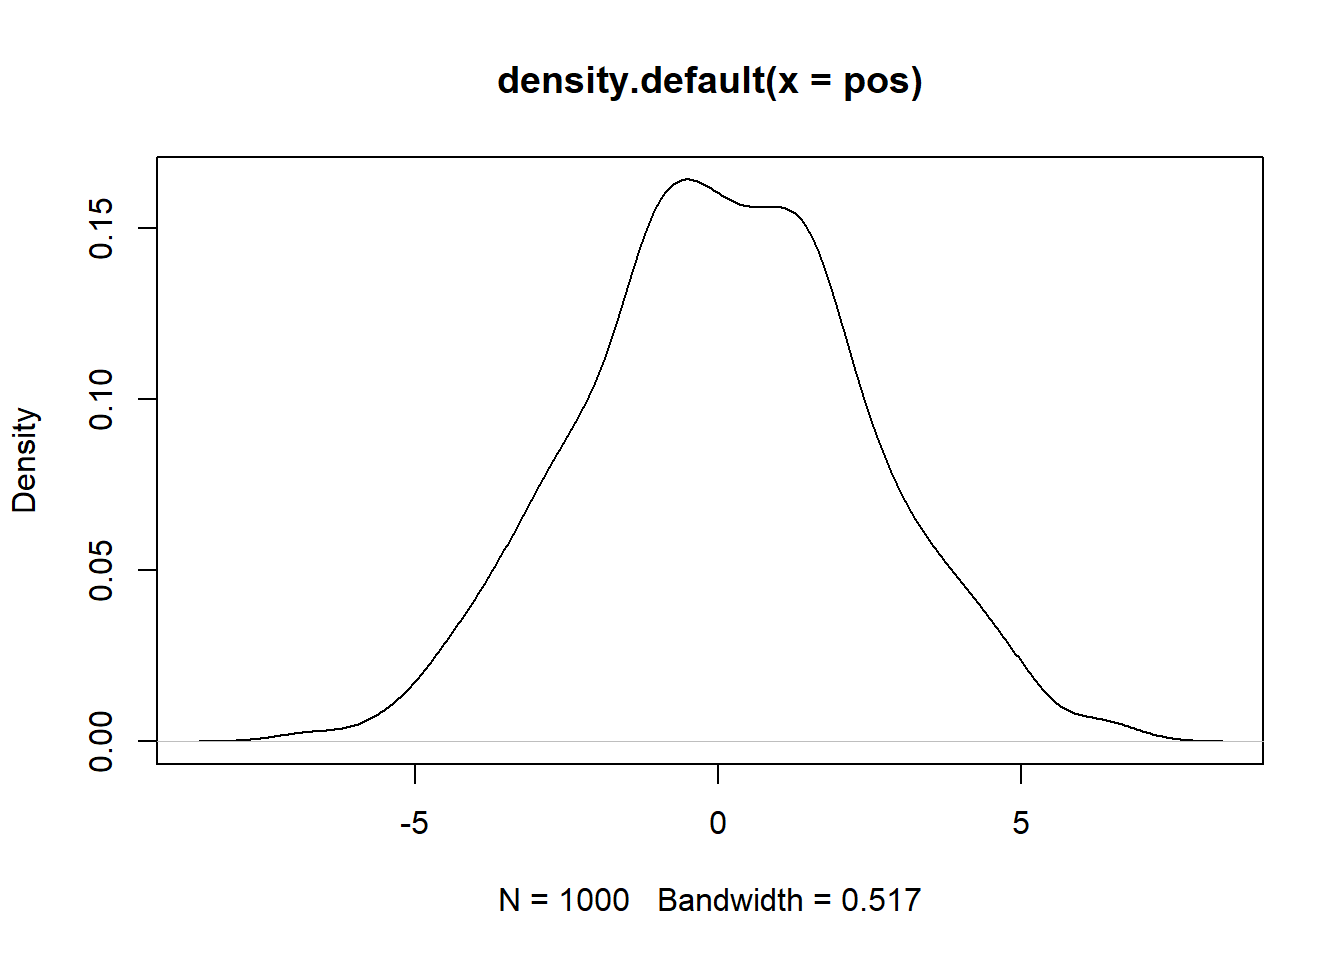 density.default(x = pos)
Density
0.15
0.10
0.05
0.00
-5 0 5
N = 1000 Bandwidth = 0.517